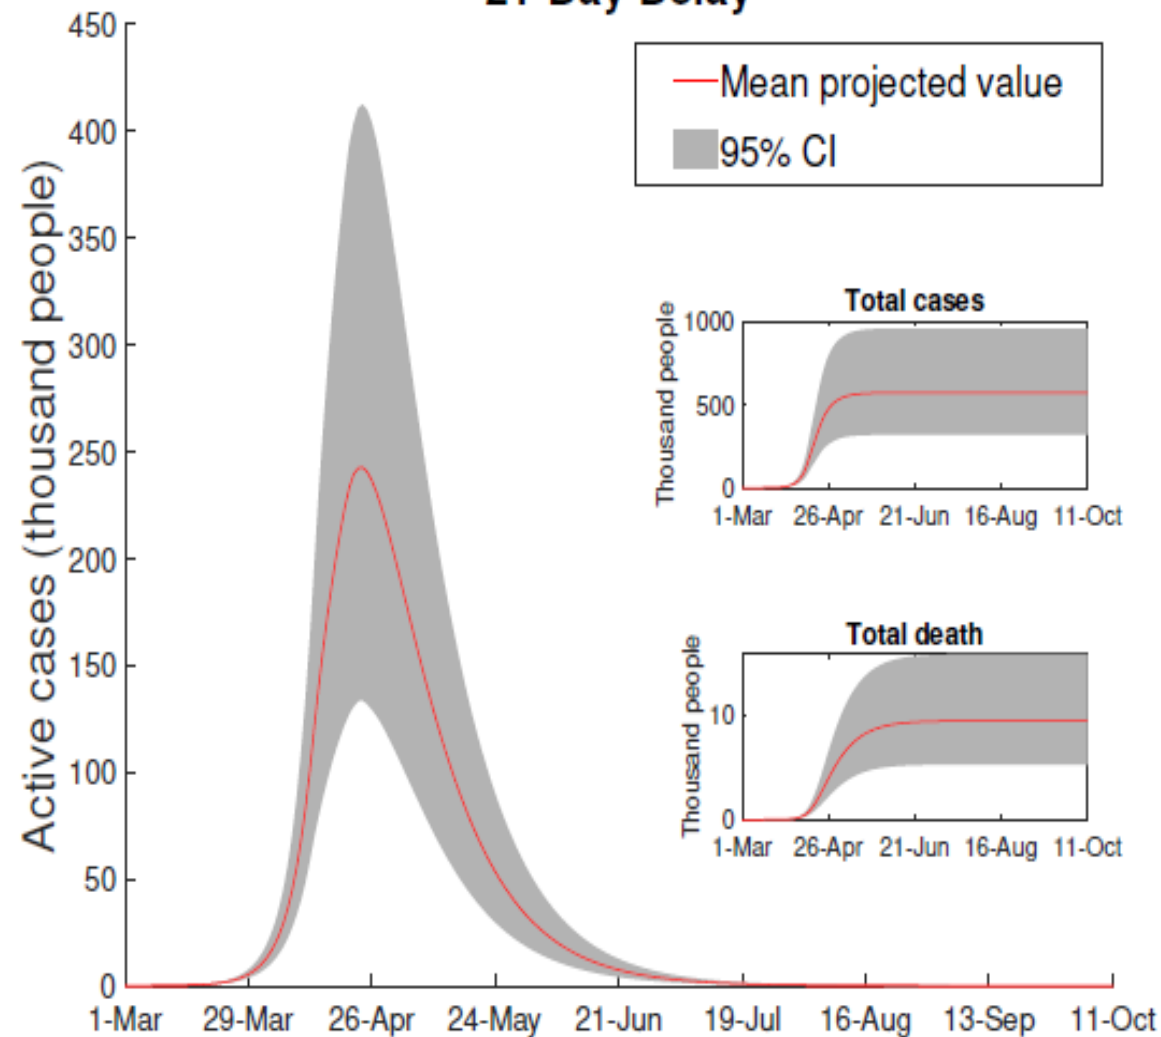 21-Day Delay
Mean projected value
95% CI
Active cases (thousand people)
450
400
350
300
250
200
150
100
50
0
1-Mar 29-Mar 26-Apr 24-May 21-Jun 19-Jul 16-Aug 13-Sep 11-Oct
Total cases
Thousand people
1000
500
0
1-Mar 26-Apr 21-Jun 16-Aug 11-Oct
Total death
Thousand people
10
0
1-Mar 26-Apr 21-Jun 16-Aug 11-Oct